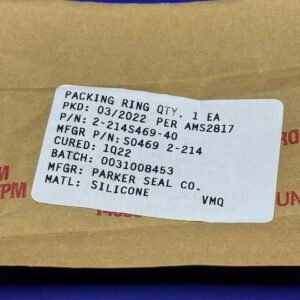 PACKING RING QTY. 1 EA
PKD: 03/2022 PER AMS2817
P/N: 2-214S469-40
MFGR P/N: S0469 2-214
CURED: 1Q22
BATCH: 0031008453
MFGR: PARKER SEAL CO.
MATL: SILICONE VMQ